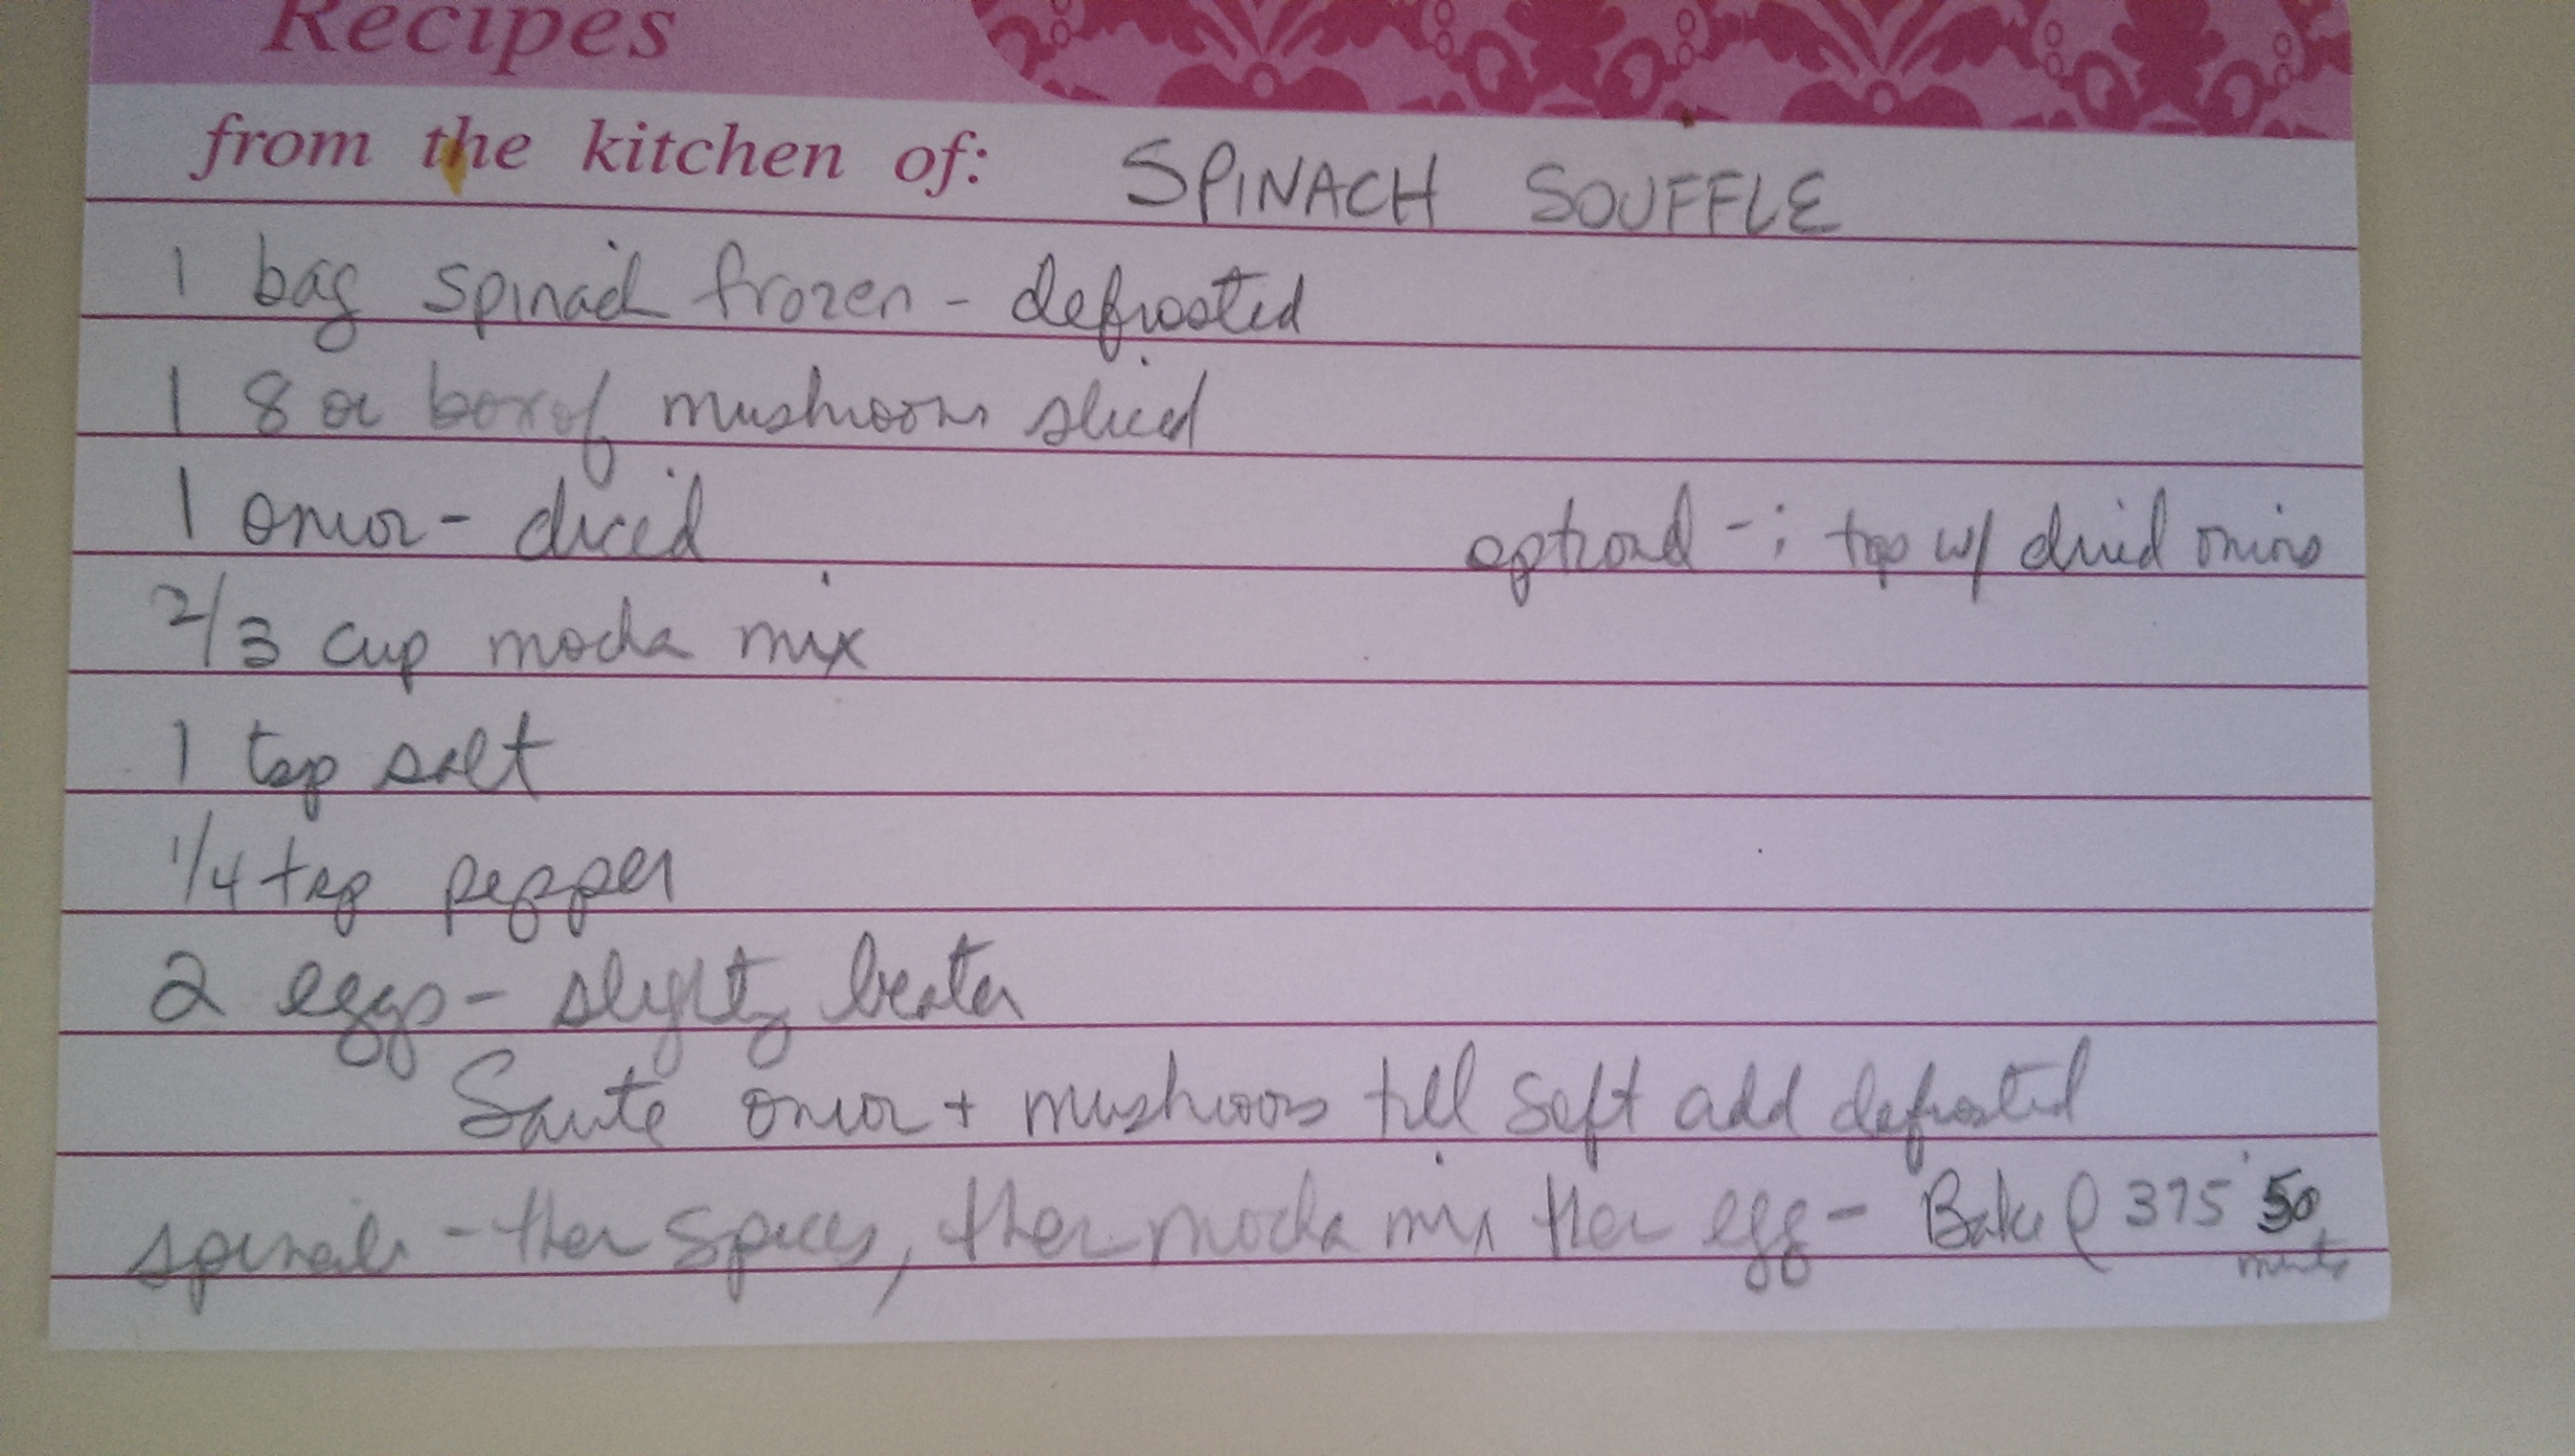 Recipes
from the kitchen of: SPINACH SOUFFLE
1 bag spinach frozen - defrosted
1 8 oz box of mushrooms sliced
1 onion - diced
optional - : top w/ dried onions
2/3 cup mocha mix
1 tsp salt
1/4 tsp pepper
2 eggs - slightly beaten
Saute onion + mushrooms till soft add defrosted
spinach - then spices, then mocha mix then egg - Bake @ 375 50
minutes